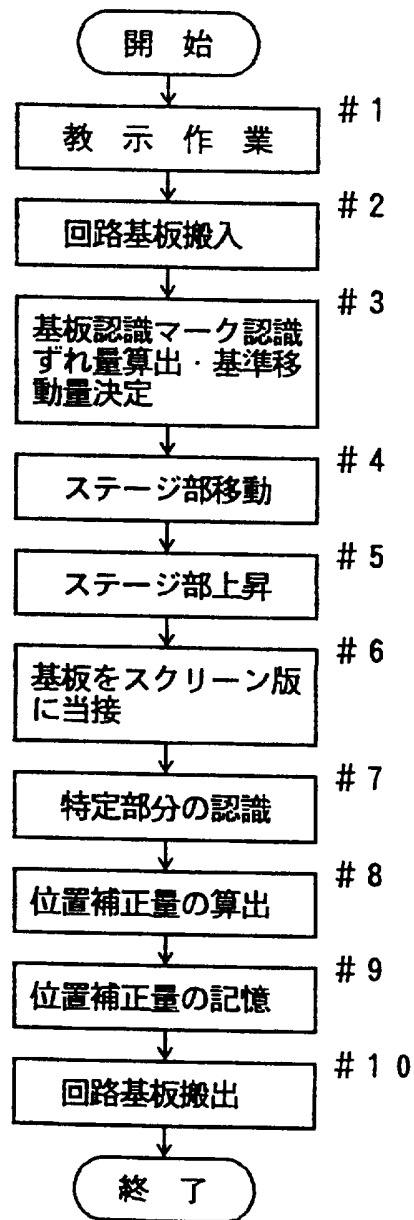 開 始
教 示 作 業
#1
回路基板搬入
#2
基板認識マーク認識
ずれ量算出・基準移
動量決定
#3
ステージ部移動
#4
ステージ部上昇
#5
基板をスクリーン版
に当接
#6
特定部分の認識
#7
位置補正量の算出
#8
位置補正量の記憶
#9
回路基板搬出
#10
終 了